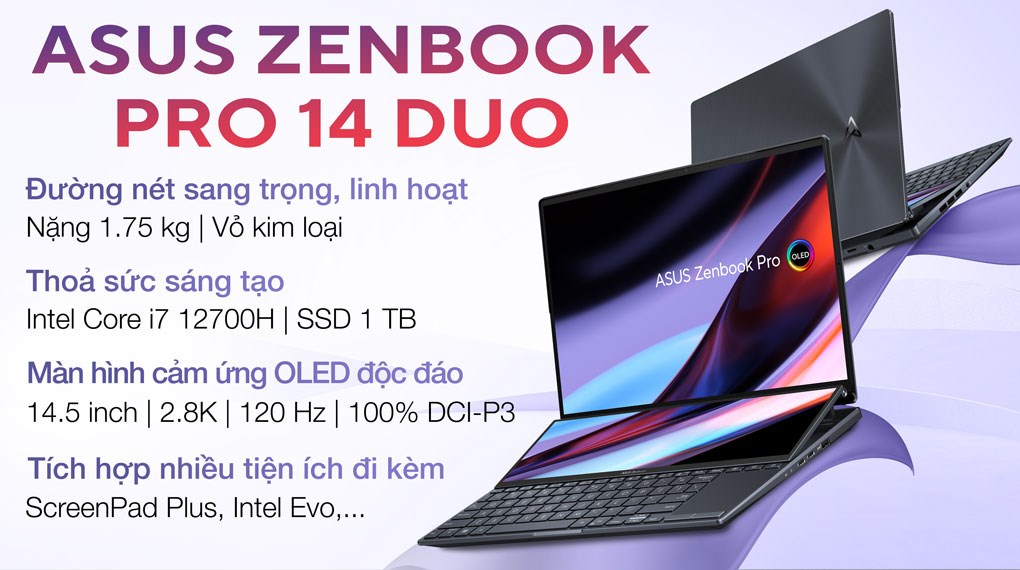 ASUS ZENBOOK
PRO 14 DUO
Đường nét sang trọng, linh hoạt
Nặng 1.75 kg | Vỏ kim loại
Thoả sức sáng tạo
Intel Core i7 12700H | SSD 1 TB
Màn hình cảm ứng OLED độc đáo
14.5 inch | 2.8K | 120 Hz | 100% DCI-P3
Tích hợp nhiều tiện ích đi kèm
ScreenPad Plus, Intel Evo,...
ASUS Zenbook Pro OLED